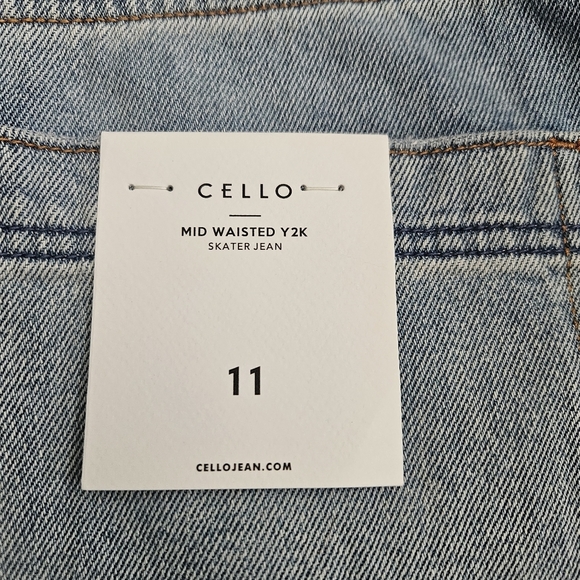 CELLO
MID WAISTED Y2K
SKATER JEAN
11
CELLOJEAN.COM